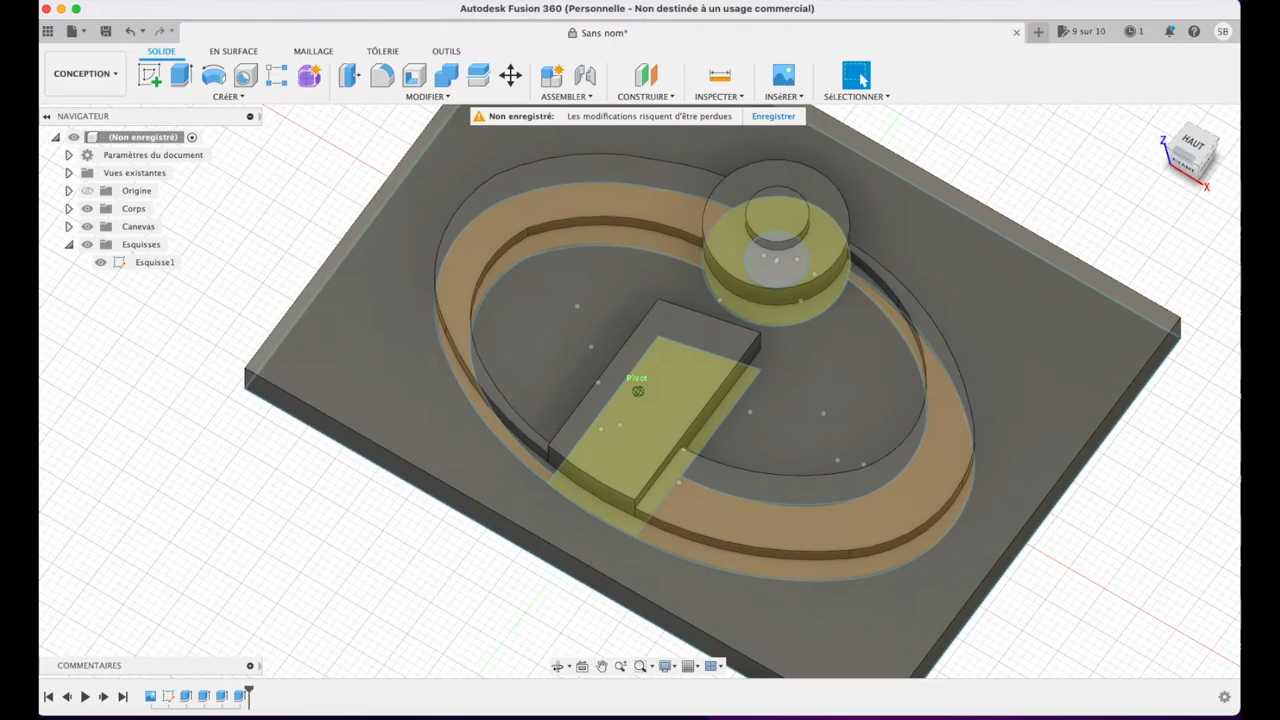 Autodesk Fusion 360 (Personnelle - Non destinée à un usage commercial)
Sans nom*
9 sur 10
1
SB
CONCEPTION
SOLIDE
EN SURFACE
MAILLAGE
TÔLERIE
OUTILS
CRÉER
MODIFIER
ASSEMBLER
CONSTRUIRE
INSPECTER
INSÉRER
SÉLECTIONNER
NAVIGATEUR
Non enregistré: Les modifications risquent d'être perdues Enregistrer
(Non enregistré)
Paramètres du document
Vues existantes
Origine
Corps
Canevas
Esquisses
Esquisse1
HAUT
Z
X
Pivot
COMMENTAIRES